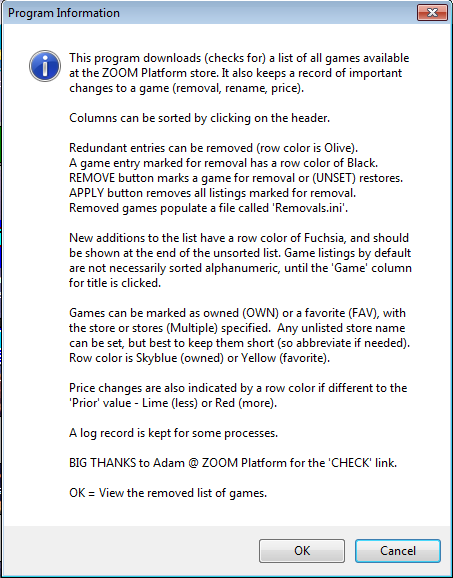 Program Information
This program downloads (checks for) a list of all games available
at the ZOOM Platform store. It also keeps a record of important
changes to a game (removal, rename, price).
Columns can be sorted by clicking on the header.
Redundant entries can be removed (row color is Olive).
A game entry marked for removal has a row color of Black.
REMOVE button marks a game for removal or (UNSET) restores.
APPLY button removes all listings marked for removal.
Removed games populate a file called 'Removals.ini'.
New additions to the list have a row color of Fuchsia, and should
be shown at the end of the unsorted list. Game listings by default
are not necessarily sorted alphanumeric, until the 'Game' column
for title is clicked.
Games can be marked as owned (OWN) or a favorite (FAV), with
the store or stores (Multiple) specified.  Any unlisted store name
can be set, but best to keep them short (so abbreviate if needed).
Row color is Skyblue (owned) or Yellow (favorite).
Price changes are also indicated by a row color if different to the
'Prior' value - Lime (less) or Red (more).
A log record is kept for some processes.
BIG THANKS to Adam @ ZOOM Platform for the 'CHECK' link.
OK = View the removed list of games.
OK
Cancel